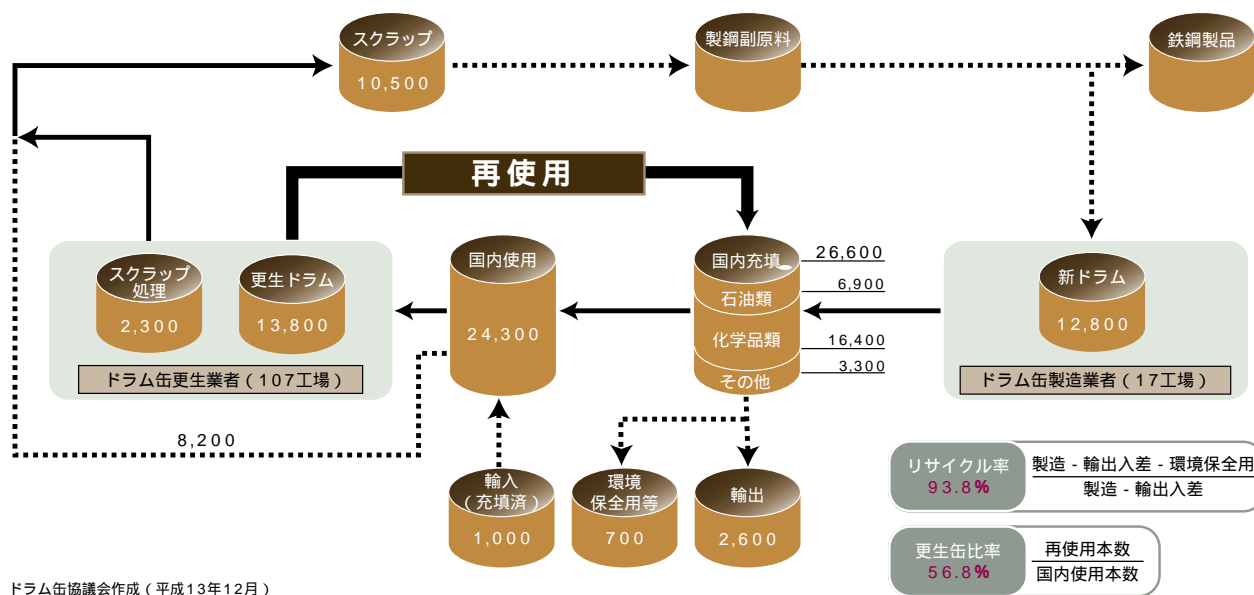 スクラップ
10,500
製鋼副原料
鉄鋼製品
再使用
スクラップ
処理
2,300
更生ドラム
13,800
ドラム缶更生業者(107工場)
国内使用
24,300
国内充填
26,600
石油類
6,900
化学品類
16,400
その他
3,300
新ドラム
12,800
ドラム缶製造業者(17工場)
8,200
輸入
(充填済)
1,000
環境
保全用等
700
輸出
2,600
リサイクル率
93.8%
製造 - 輸出入差 - 環境保全用
製造 - 輸出入差
更生缶比率
56.8%
再使用本数
国内使用本数
ドラム缶協議会作成(平成13年12月)